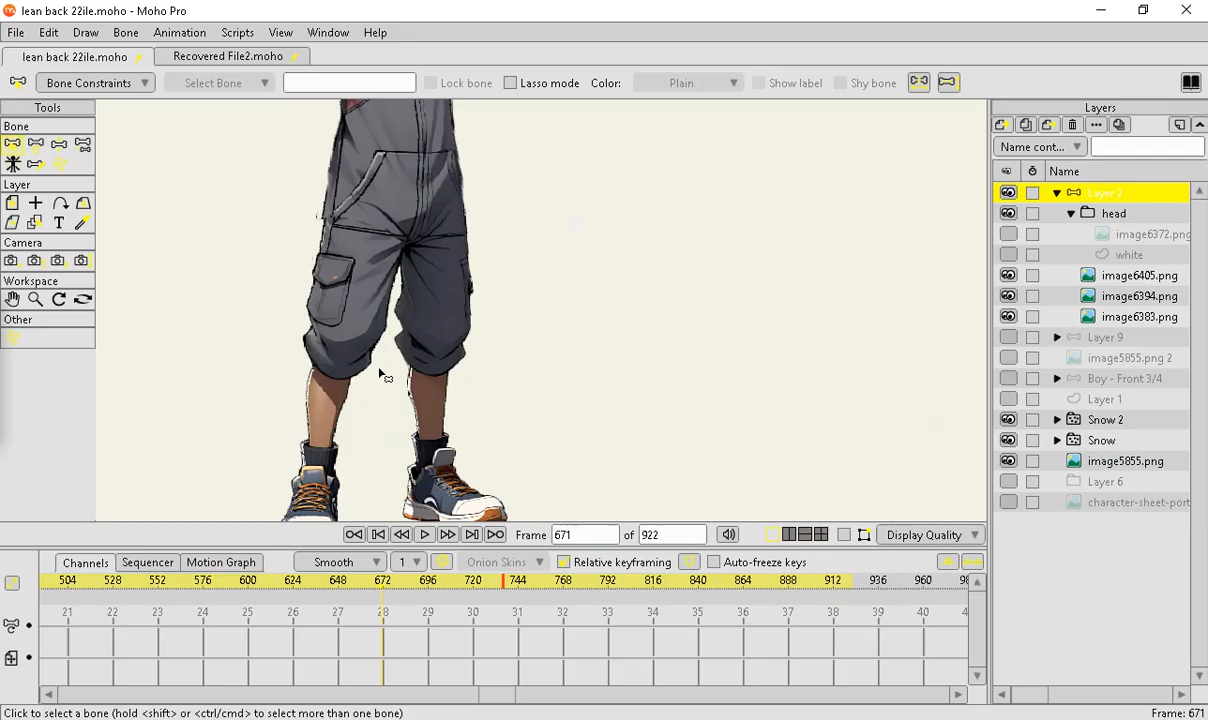 lean back 22ile.moho - Moho Pro
File Edit Draw Bone Animation Scripts View Window Help
lean back 22ile.moho Recovered File2.moho
Bone Constraints Select Bone Lock bone Lasso mode Color: Plain Show label Shy bone
Tools
Bone
Layer
Camera
Workspace
Other
Layers
Name cont...
Name
Layer 2
head
image6372.png
white
image6405.png
image6394.png
image6383.png
Layer 9
image5855.png 2
Boy - Front 3/4
Layer 1
Snow 2
Snow
image5855.png
Layer 6
character-sheet-port
Frame 671 of 922 Display Quality
Channels Sequencer Motion Graph Smooth 1 Onion Skins Relative keyframing Auto-freeze keys
504 528 552 576 600 624 648 672 696 720 744 768 792 816 840 864 888 912 936 960
21 22 23 24 25 26 27 28 29 30 31 32 33 34 35 36 37 38 39 40
Click to select a bone (hold <shift> or <ctrl/cmd> to select more than one bone) Frame: 671